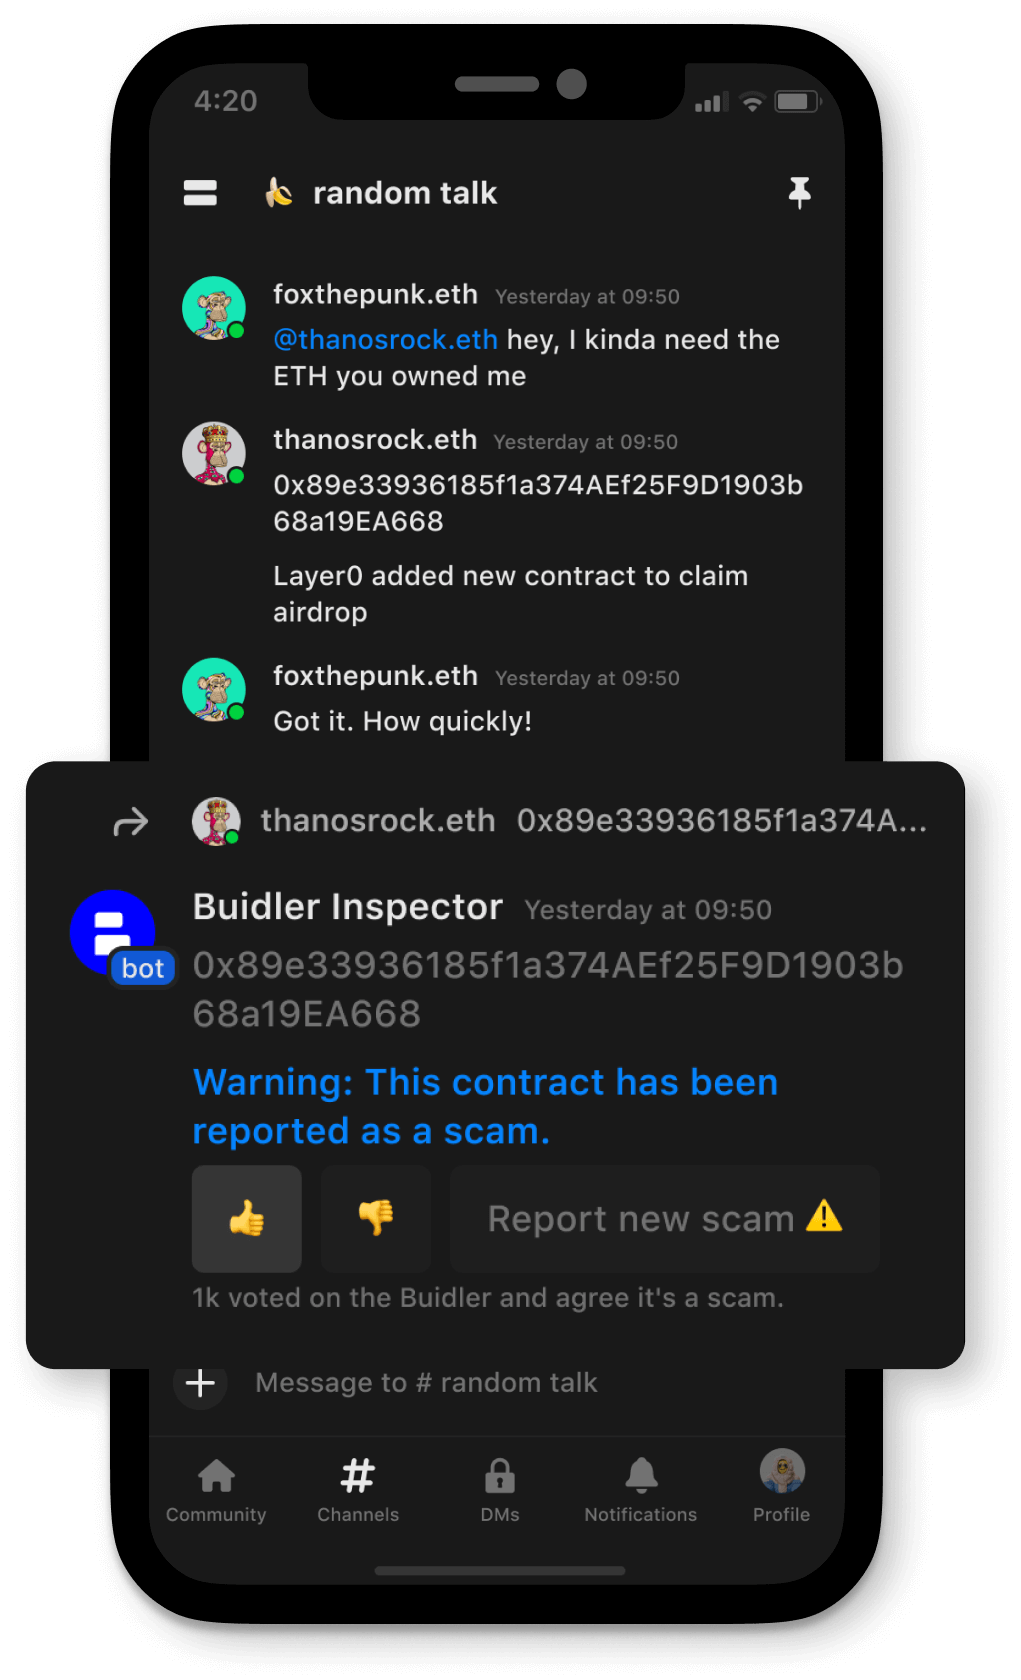 4:20
random talk
foxthepunk.eth Yesterday at 09:50
@thanosrock.eth hey, I kinda need the
ETH you owned me
thanosrock.eth Yesterday at 09:50
0x89e33936185f1a374AEf25F9D1903b
68a19EA668
Layer0 added new contract to claim
airdrop
foxthepunk.eth Yesterday at 09:50
Got it. How quickly!
thanosrock.eth 0x89e33936185f1a374A...
Buidler Inspector Yesterday at 09:50
bot
0x89e33936185f1a374AEf25F9D1903b
68a19EA668
Warning: This contract has been
reported as a scam.
Report new scam
1k voted on the Buidler and agree it's a scam.
Message to # random talk
Community Channels DMs Notifications Profile